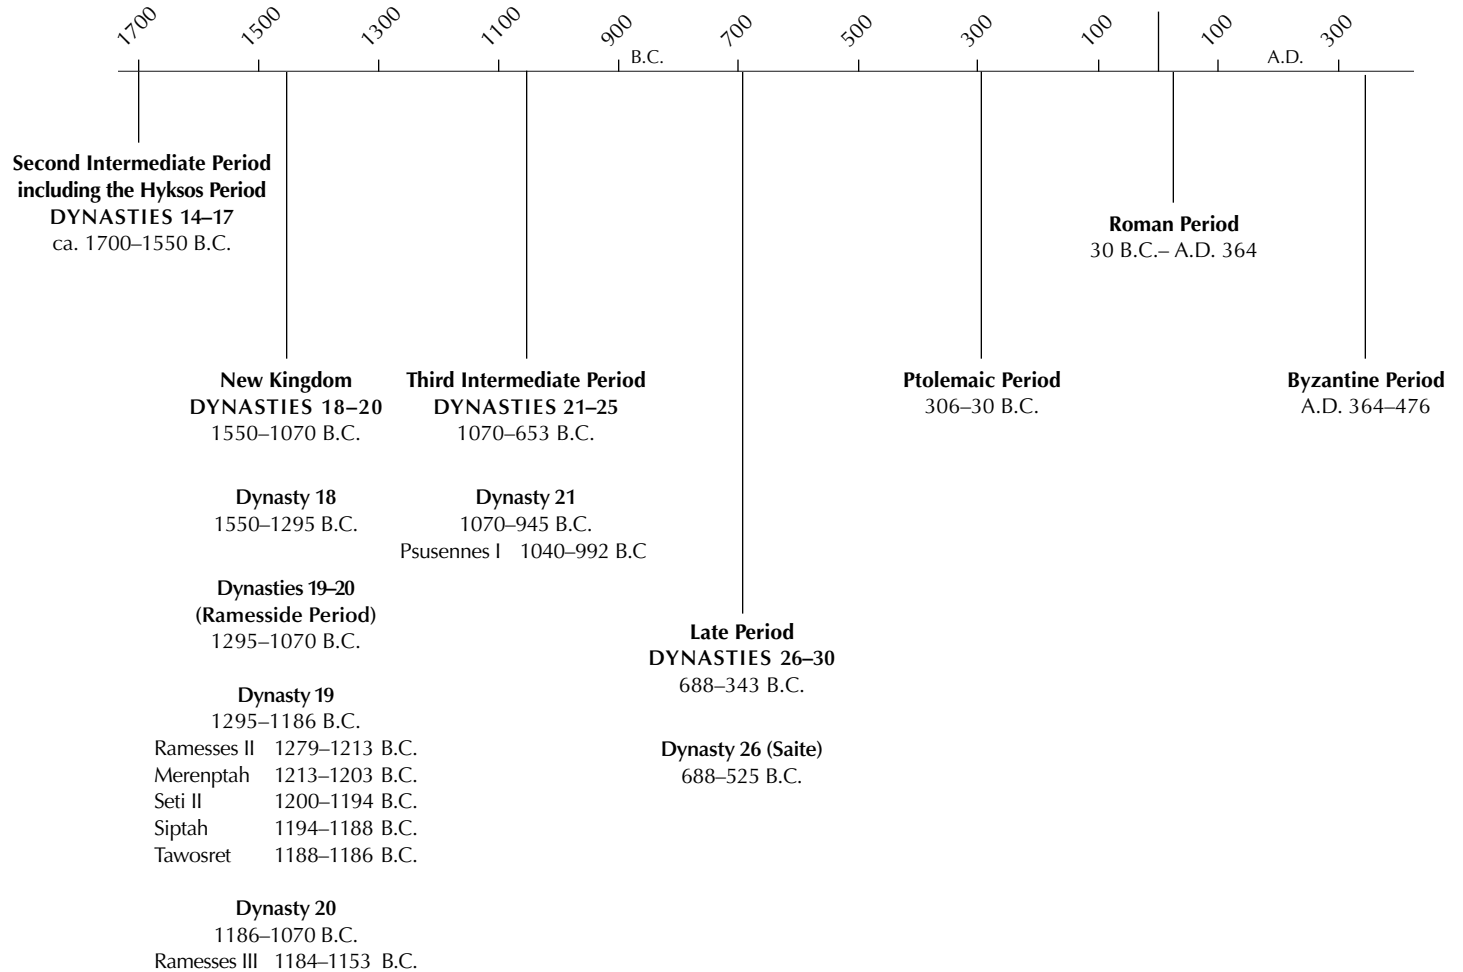 1700 1500 1300 1100 900 700 500 300 100 100 300
B.C. A.D.
Second Intermediate Period
including the Hyksos Period
DYNASTIES 14–17
ca. 1700–1550 B.C.
Roman Period
30 B.C.– A.D. 364
New Kingdom
DYNASTIES 18–20
1550–1070 B.C.
Dynasty 18
1550–1295 B.C.
Dynasties 19–20
(Ramesside Period)
1295–1070 B.C.
Dynasty 19
1295–1186 B.C.
Ramesses II 1279–1213 B.C.
Merenptah 1213–1203 B.C.
Seti II 1200–1194 B.C.
Siptah 1194–1188 B.C.
Tawosret 1188–1186 B.C.
Dynasty 20
1186–1070 B.C.
Ramesses III 1184–1153 B.C.
Third Intermediate Period
DYNASTIES 21–25
1070–653 B.C.
Dynasty 21
1070–945 B.C.
Psusennes I 1040–992 B.C
Late Period
DYNASTIES 26–30
688–343 B.C.
Dynasty 26 (Saite)
688–525 B.C.
Ptolemaic Period
306–30 B.C.
Byzantine Period
A.D. 364–476